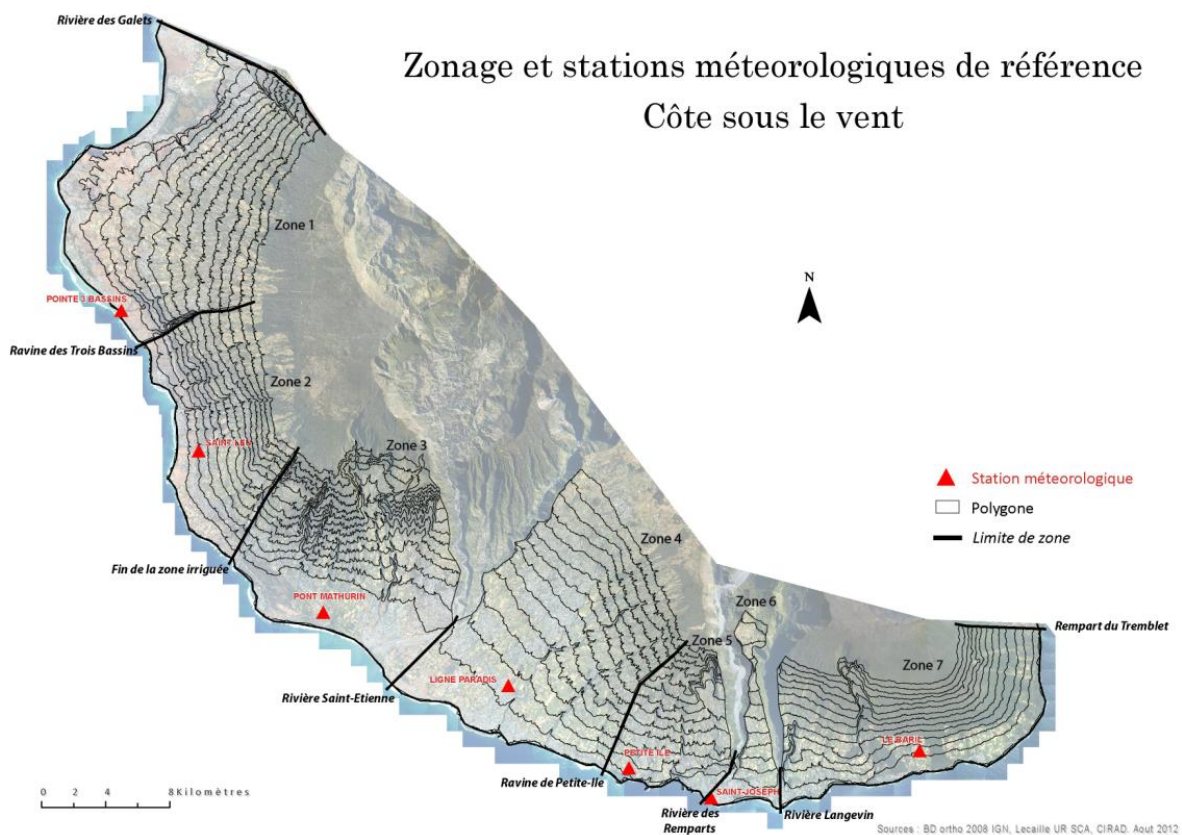 Rivière des Galets
Zonage et stations méteorologiques de référence
Côte sous le vent
Zone 1
N
POINTE 3 BASSINS
Ravine des Trois Bassins
Zone 2
SAINT LEU
Zone 3
Station méteorologique
Polygone
Limite de zone
Zone 4
Fin de la zone irriguée
PONT MATHURIN
Zone 6
Rempart du Tremblet
Zone 5
Zone 7
LIGNE PARADIS
Rivière Saint-Etienne
LE BARIL
PETITE ILE
Ravine de Petite-Ile
SAINT-JOSEPH
Rivière des
Remparts
Rivière Langevin
0 2 4 8 Kilomètres
Sources : BD ortho 2008 IGN, Lecaille UR SCA, CIRAD. Aout 2012